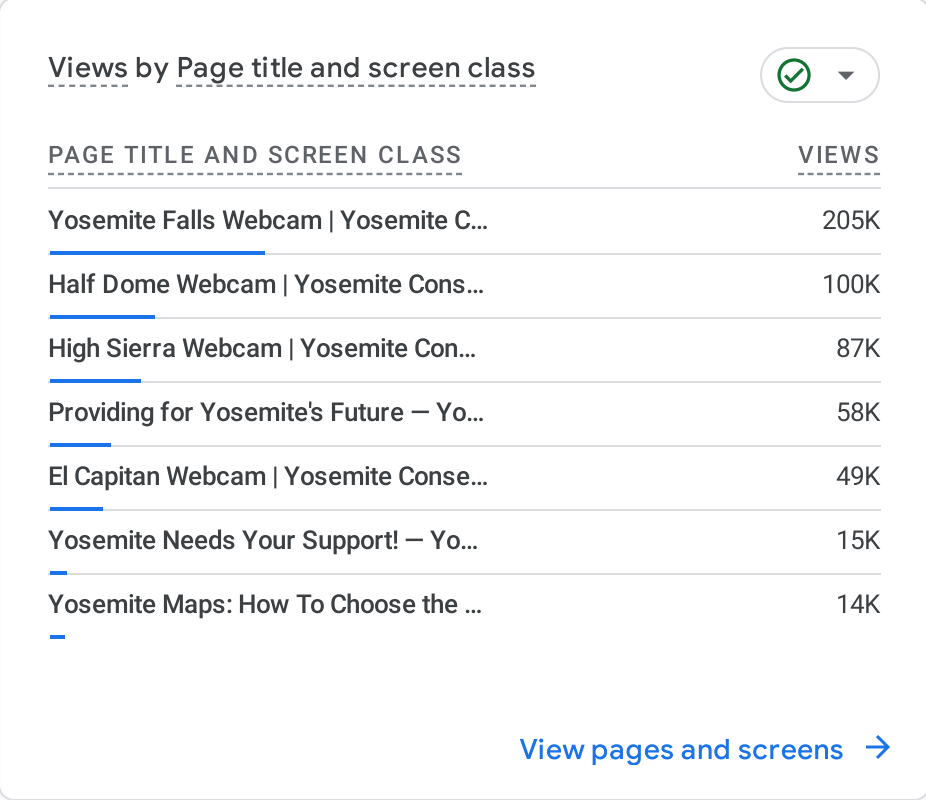 Views by Page title and screen class
PAGE TITLE AND SCREEN CLASS VIEWS
Yosemite Falls Webcam | Yosemite C... 205K
Half Dome Webcam | Yosemite Cons... 100K
High Sierra Webcam | Yosemite Con... 87K
Providing for Yosemite's Future — Yo... 58K
El Capitan Webcam | Yosemite Conse... 49K
Yosemite Needs Your Support! — Yo... 15K
Yosemite Maps: How To Choose the ... 14K
View pages and screens